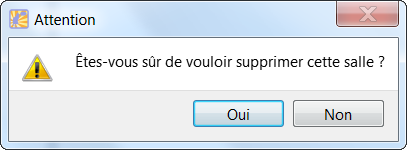 Attention
Êtes-vous sûr de vouloir supprimer cette salle ?
Oui
Non